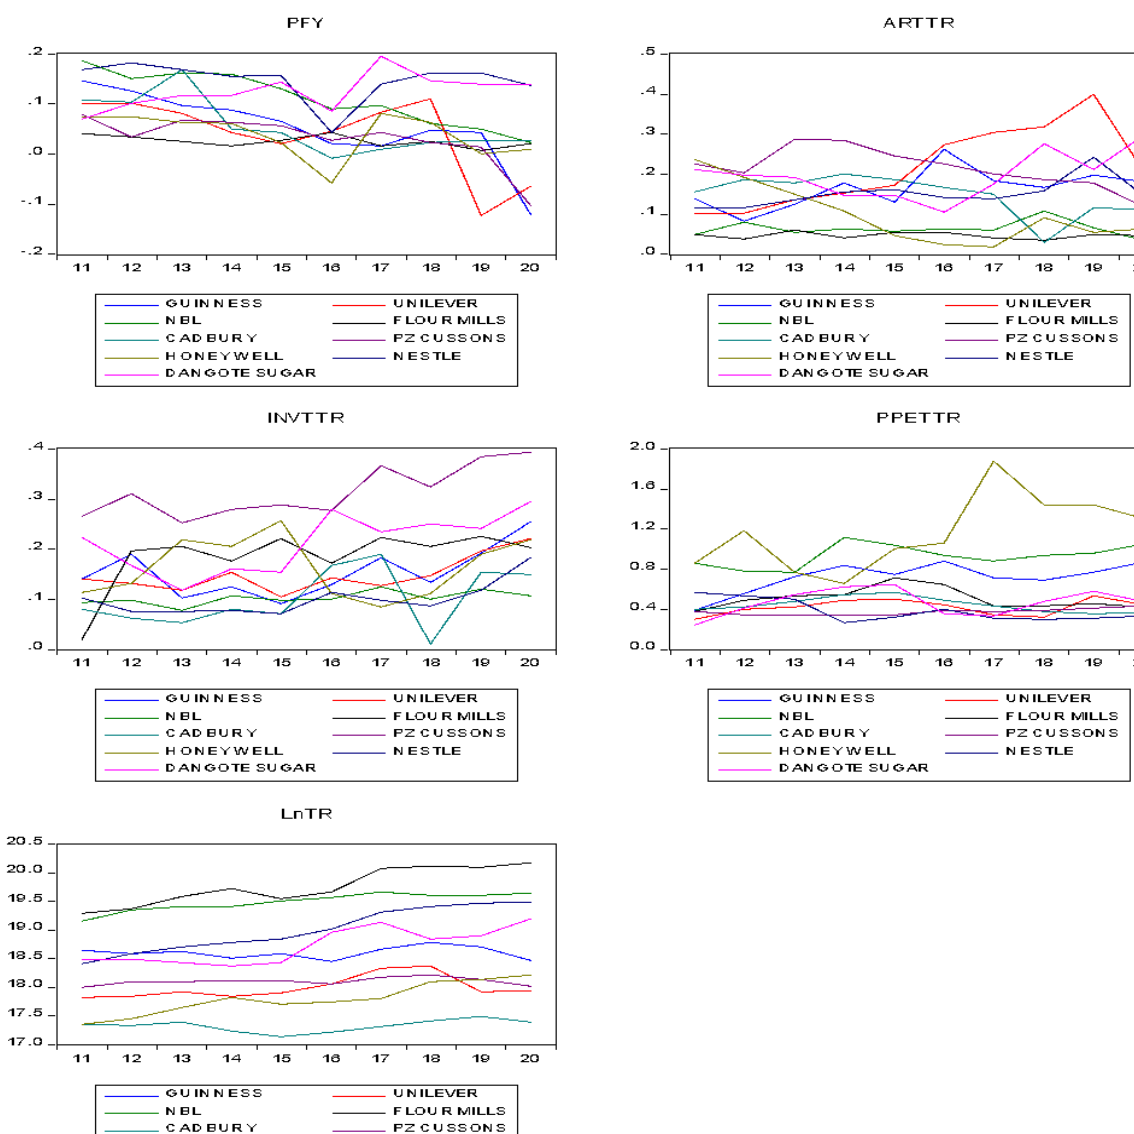 PFY
.2
.1
.0
-.1
-.2
11 12 13 14 15 16 17 18 19 20
GUINNESS UNILEVER
NBL FLOUR MILLS
CADBURY PZ CUSSONS
HONEYWELL NESTLE
DANGOTE SUGAR
ARTTR
.5
.4
.3
.2
.1
.0
11 12 13 14 15 16 17 18 19
GUINNESS UNILEVER
NBL FLOUR MILLS
CADBURY PZ CUSSONS
HONEYWELL NESTLE
DANGOTE SUGAR
INVTTR
.4
.3
.2
.1
.0
11 12 13 14 15 16 17 18 19 20
GUINNESS UNILEVER
NBL FLOUR MILLS
CADBURY PZ CUSSONS
HONEYWELL NESTLE
DANGOTE SUGAR
PPETTR
2.0
1.6
1.2
0.8
0.4
0.0
11 12 13 14 15 16 17 18 19
GUINNESS UNILEVER
NBL FLOUR MILLS
CADBURY PZ CUSSONS
HONEYWELL NESTLE
DANGOTE SUGAR
LnTR
20.5
20.0
19.5
19.0
18.5
18.0
17.5
17.0
11 12 13 14 15 16 17 18 19 20
GUINNESS UNILEVER
NBL FLOUR MILLS
CADBURY PZ CUSSONS